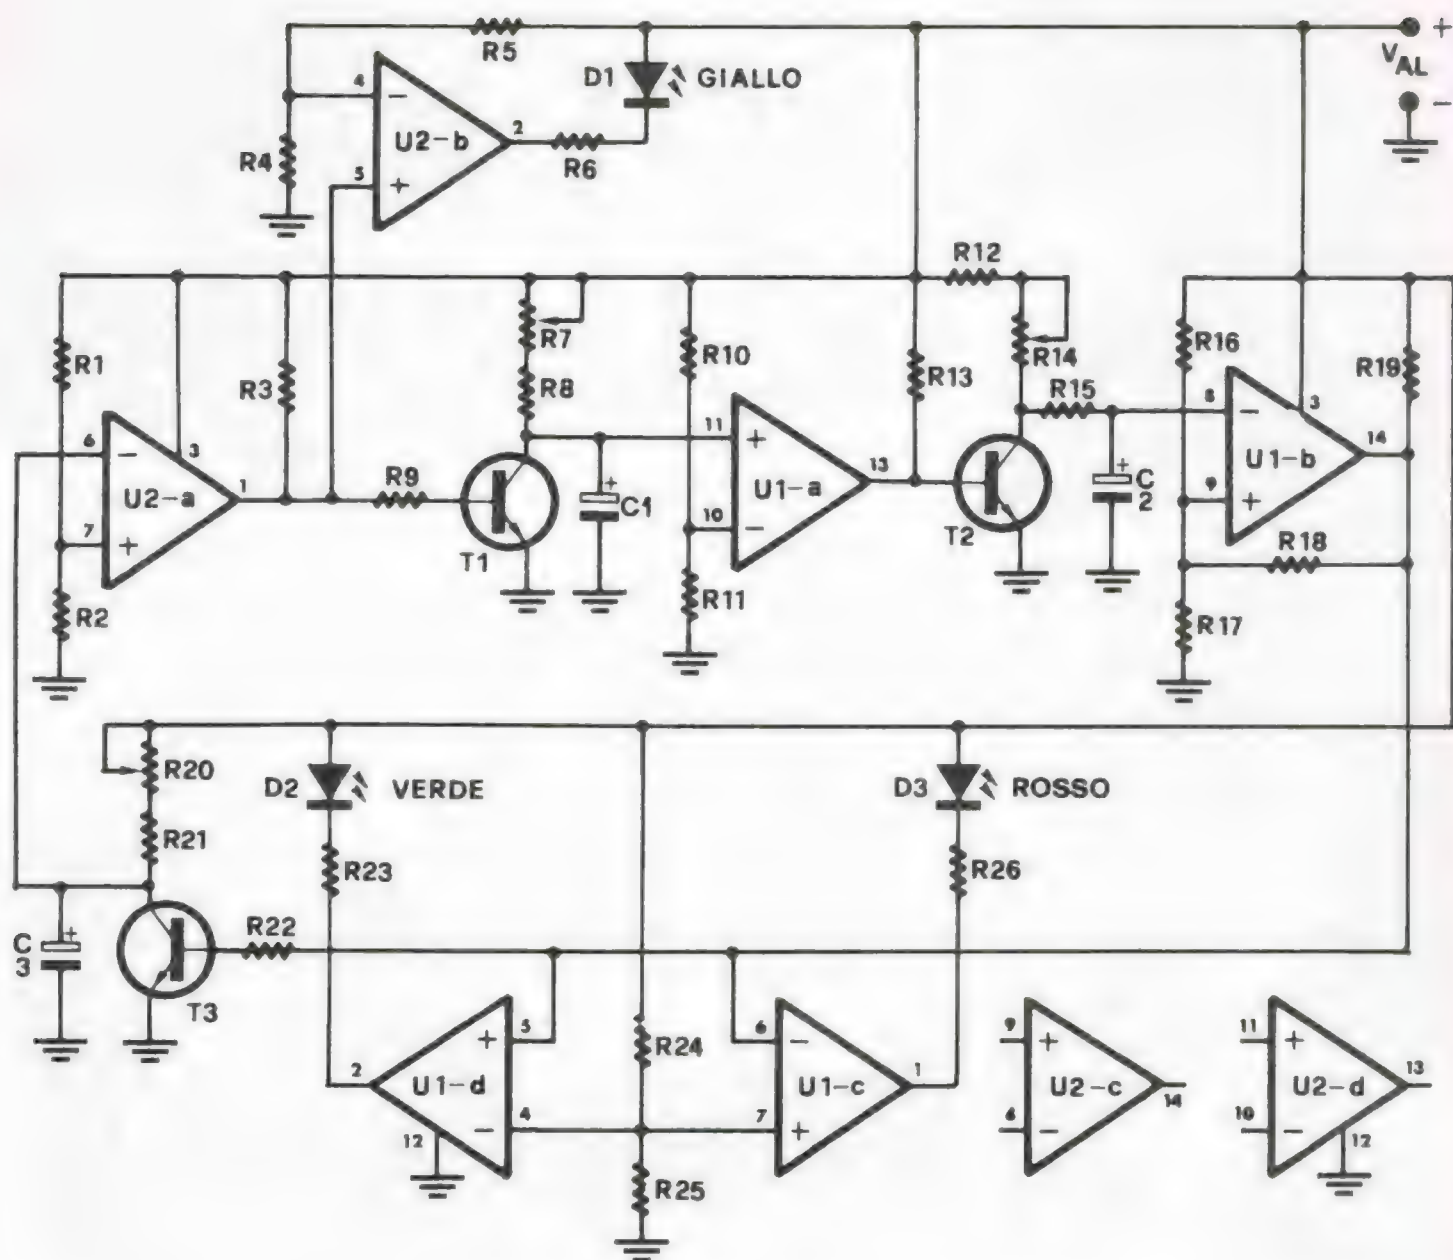 R5
+
V_AL
−
D1 GIALLO
4 − U2-b 2
R6
R4
5 +
R12
R1
R3
R7
R8
R10
R13
R14
R15
R16
R19
6 − 3 U2-a 1
7 +
R9
T1
+ C1
11 + U1-a 13
10 −
T2
+ C 2
8 − 3 U1-b 14
9 +
R18
R2
R11
R17
R20
D2 VERDE
D3 ROSSO
R21
R23
R26
R22
C 3 +
T3
R24
5 + U1-d 2
4 −
12
6 − U1-c 1
7 +
9 + U2-c 14
6 −
11 + U2-d 13
10 −
12
R25